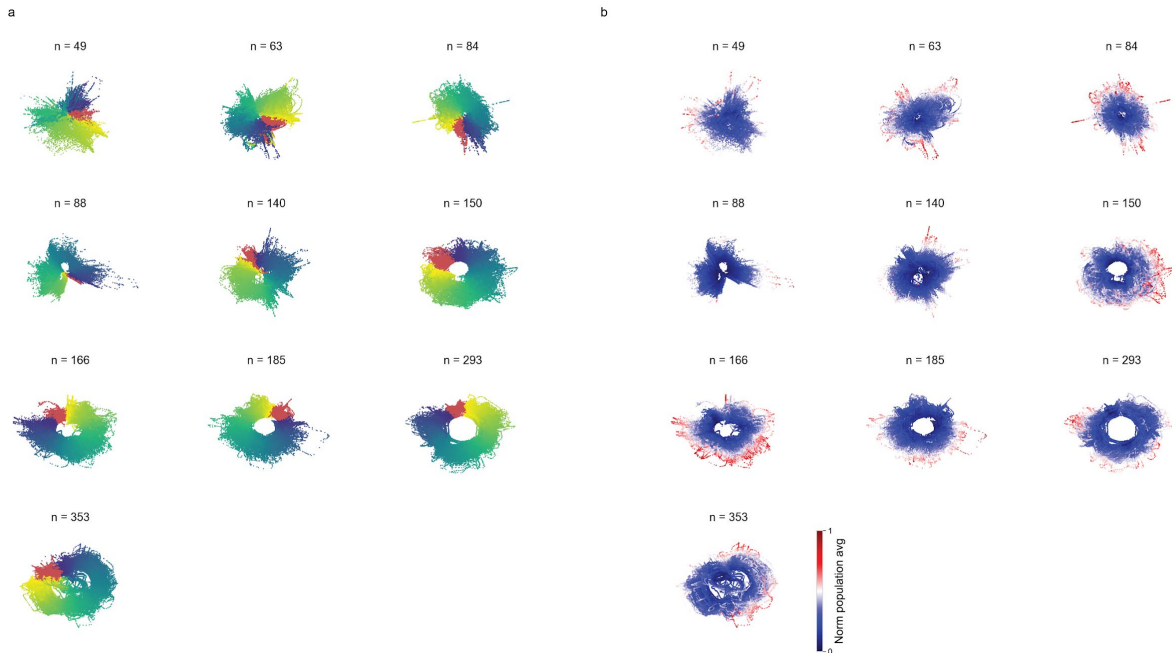 a
b
n = 49
n = 63
n = 84
n = 49
n = 63
n = 84
n = 88
n = 140
n = 150
n = 88
n = 140
n = 150
n = 166
n = 185
n = 293
n = 166
n = 185
n = 293
n = 353
n = 353
1
Norm population avg
0